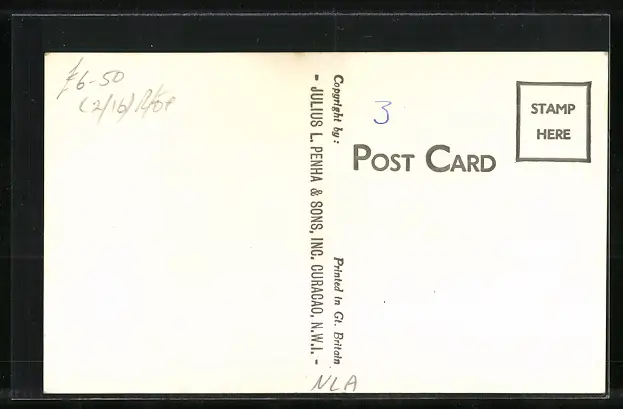 £6-50
(2/16)
Copyright by: Printed in Gt. Britain
- JULIUS L. PENHA & SONS, INC. CURACAO, N.W.I. -
3
POST CARD
STAMP
HERE
NLA